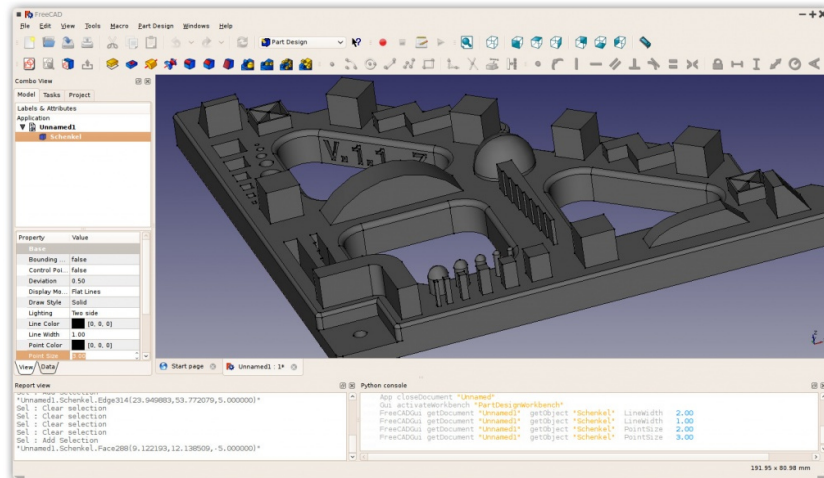 FreeCAD
File Edit View Tools Macro Part Design Windows Help
Part Design
Combo View
Model Tasks Project
Labels & Attributes
Application
Unnamed1
Schenkel
Property Value
Base
Bounding ... false
Control Poi... false
Deviation 0.50
Display Mo... Flat Lines
Draw Style Solid
Lighting Two side
Line Color [0, 0, 0]
Line Width 1.00
Point Color [0, 0, 0]
Point Size
View Data
V.1.1
Start page Unnamed1 : 1*
Report view
"Unnamed1.Schenkel.Edge314(23.949883,53.772079,5.000000)"
Sel : Clear selection
Sel : Clear selection
Sel : Clear selection
Sel : Clear selection
Sel : Add Selection
"Unnamed1.Schenkel.Face288(9.122193,12.138509,-5.000000)"
Python console
App closeDocument "Unnamed"
Gui activateWorkbench "PartDesignWorkbench"
FreeCADGui getDocument "Unnamed1" getObject "Schenkel" LineWidth 2.00
FreeCADGui getDocument "Unnamed1" getObject "Schenkel" LineWidth 1.00
FreeCADGui getDocument "Unnamed1" getObject "Schenkel" PointSize 2.00
FreeCADGui getDocument "Unnamed1" getObject "Schenkel" PointSize 3.00
191.95 x 80.98 mm